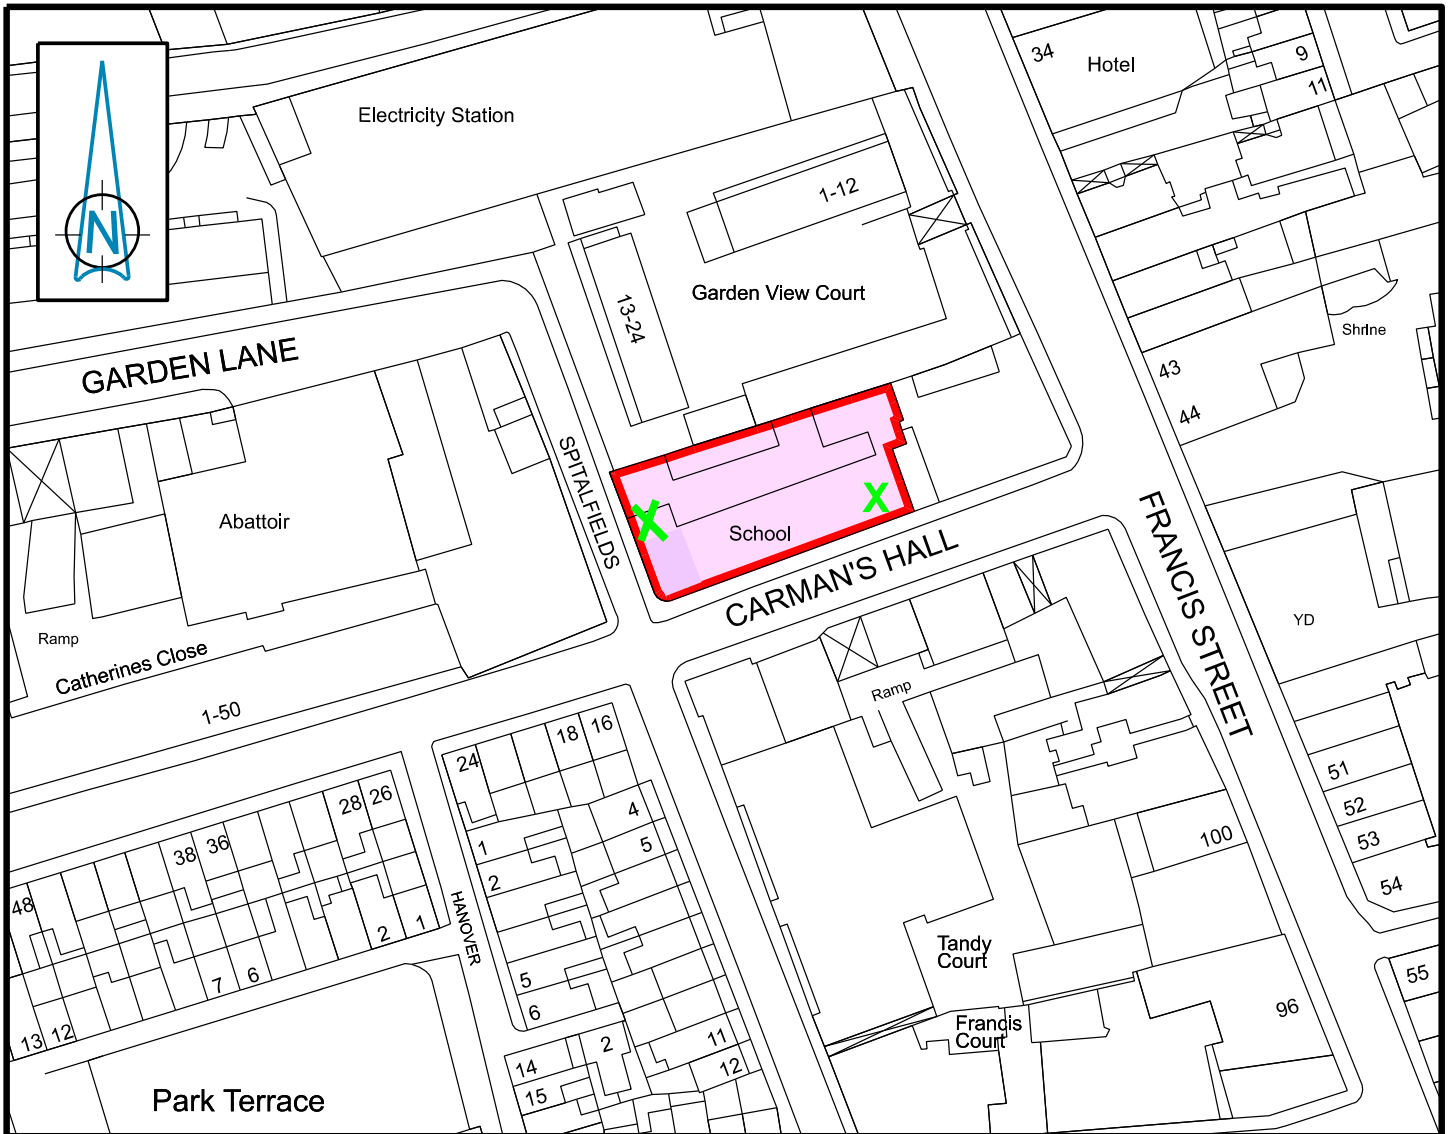 34
Hotel
9
11
Electricity Station
1-12
N
13-24
Garden View Court
Shrine
GARDEN LANE
43
44
SPITALFIELDS
X
X
Abattoir
School
CARMAN'S HALL
FRANCIS STREET
Ramp
Catherines Close
YD
Ramp
1-50
24
18
16
51
28
26
4
52
38
36
1
5
100
53
2
54
48
HANOVER
2
1
Tandy
Court
55
7
6
5
6
96
13
12
Francis
Court
2
11
14
12
15
Park Terrace